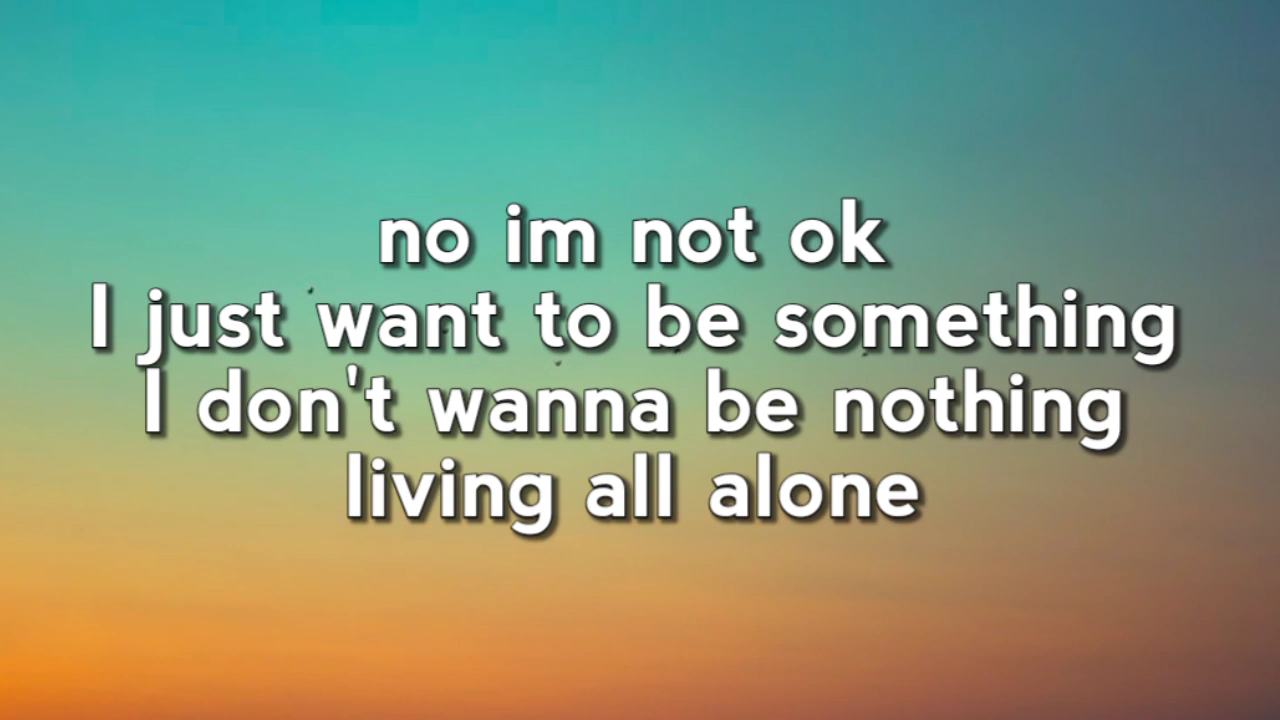 no im not ok
I just want to be something
I don't wanna be nothing
living all alone